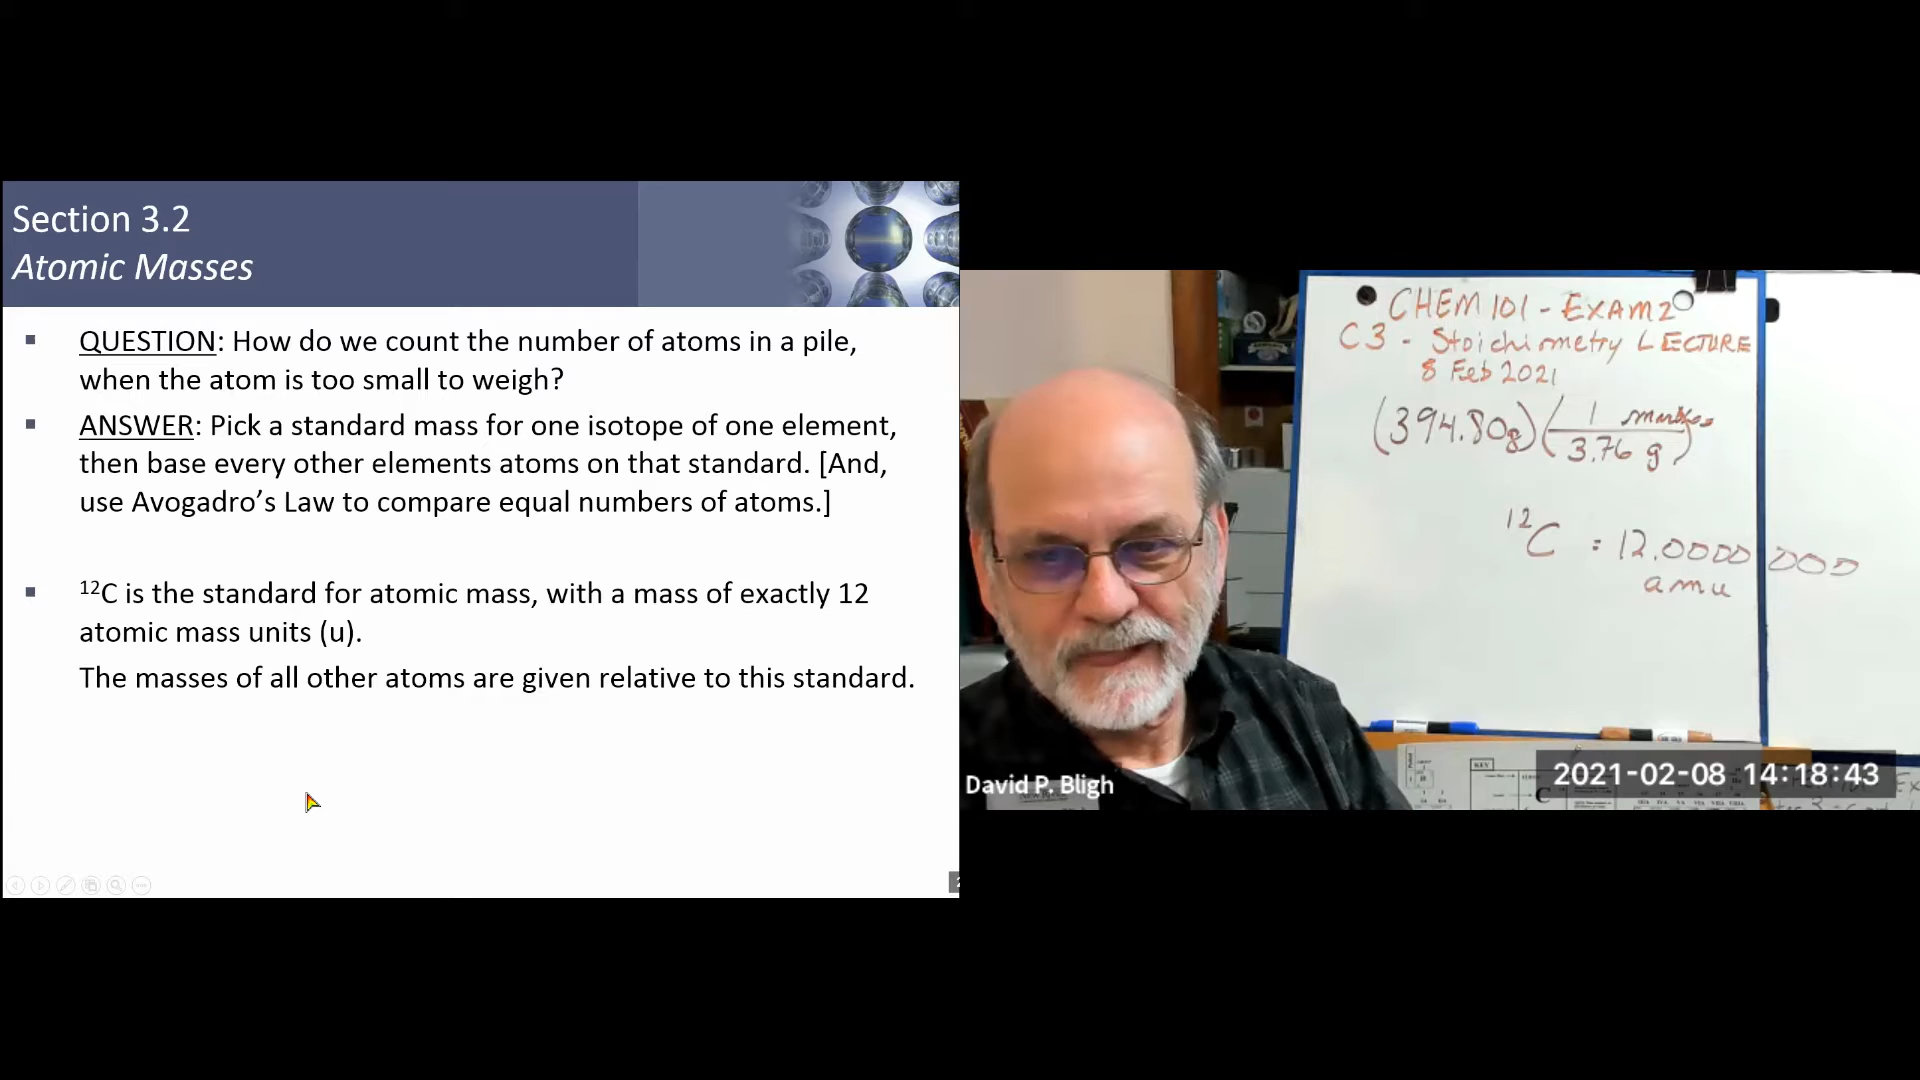 Section 3.2
Atomic Masses
▪ QUESTION: How do we count the number of atoms in a pile,
when the atom is too small to weigh?
▪ ANSWER: Pick a standard mass for one isotope of one element,
then base every other elements atoms on that standard. [And,
use Avogadro’s Law to compare equal numbers of atoms.]
▪ ¹²C is the standard for atomic mass, with a mass of exactly 12
atomic mass units (u).
The masses of all other atoms are given relative to this standard.
CHEM 101 - EXAM 2
C3 - Stoichiometry LECTURE
8 Feb 2021
(394.80g)(1 marbles
3.76 g)
¹²C = 12.0000000
amu
KEY
David P. Bligh
2021-02-08 14:18:43